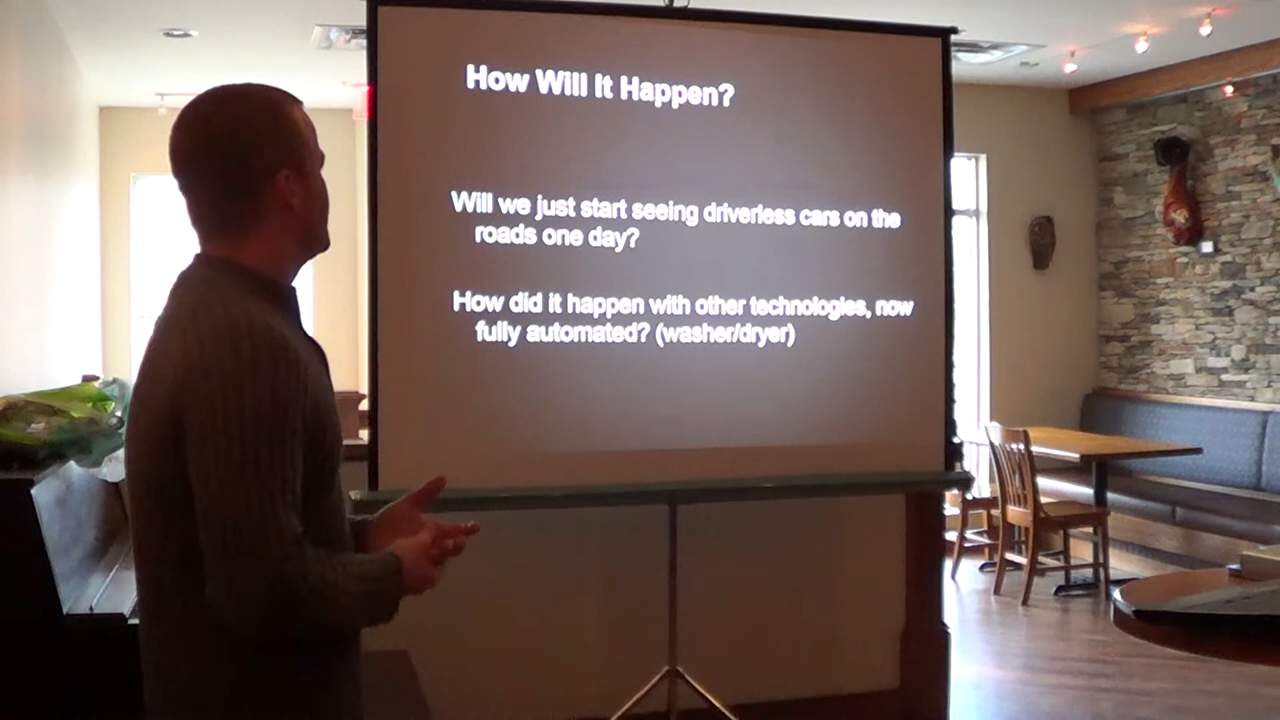 How Will It Happen?
Will we just start seeing driverless cars on the
roads one day?
How did it happen with other technologies, now
fully automated? (washer/dryer)